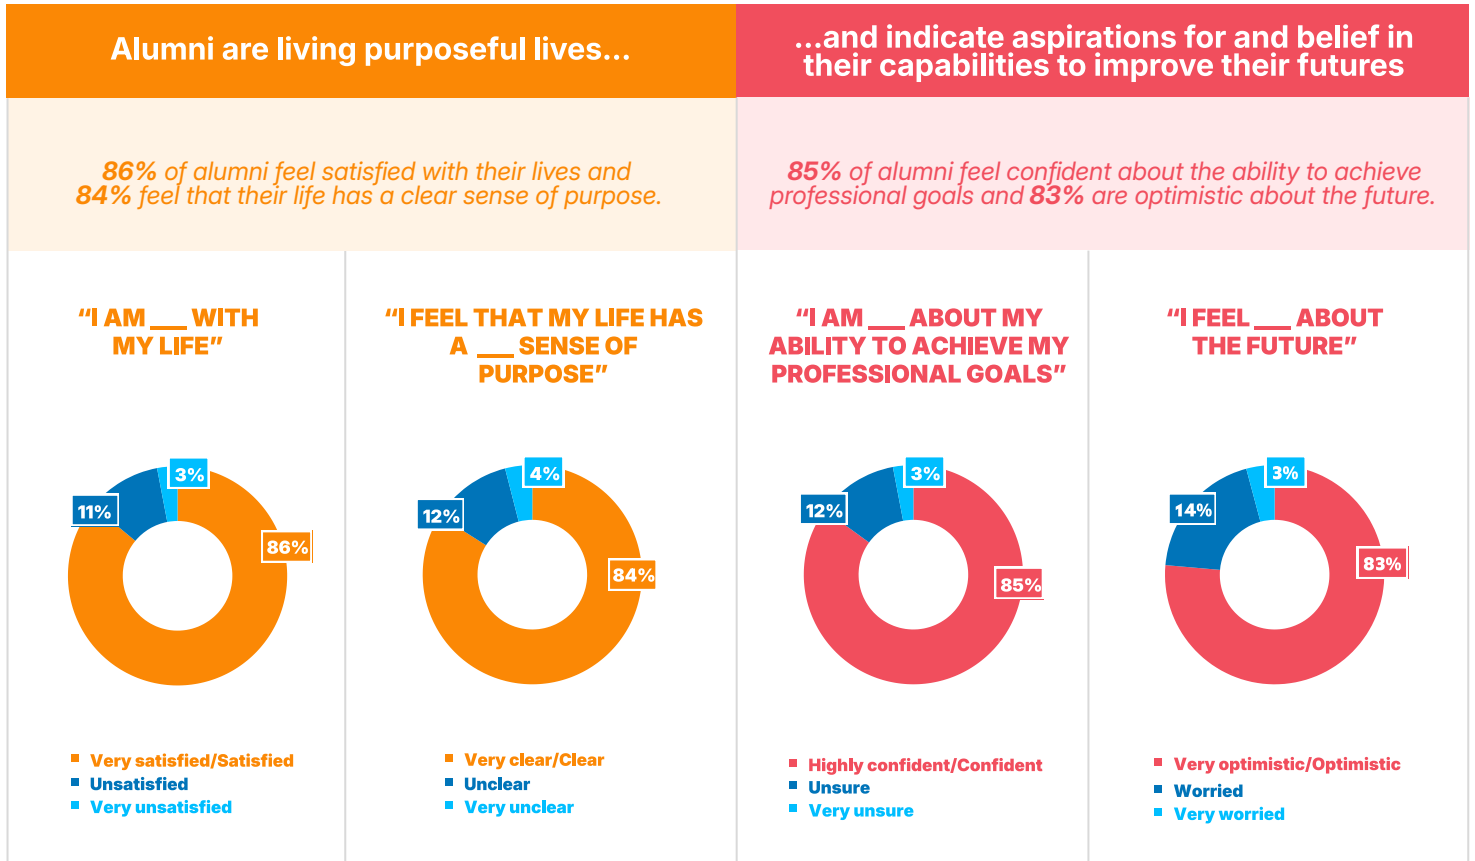 Alumni are living purposeful lives...
...and indicate aspirations for and belief in
their capabilities to improve their futures
86% of alumni feel satisfied with their lives and
84% feel that their life has a clear sense of purpose.
85% of alumni feel confident about the ability to achieve
professional goals and 83% are optimistic about the future.
“I AM ___ WITH
MY LIFE”
“I FEEL THAT MY LIFE HAS
A ___ SENSE OF
PURPOSE”
“I AM ___ ABOUT MY
ABILITY TO ACHIEVE MY
PROFESSIONAL GOALS”
“I FEEL ___ ABOUT
THE FUTURE”
3%
11%
86%
4%
12%
84%
3%
12%
85%
3%
14%
83%
Very satisfied/Satisfied
Unsatisfied
Very unsatisfied
Very clear/Clear
Unclear
Very unclear
Highly confident/Confident
Unsure
Very unsure
Very optimistic/Optimistic
Worried
Very worried